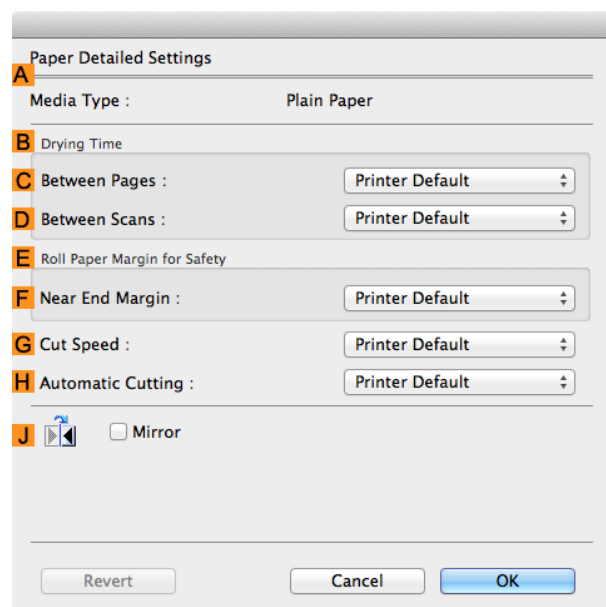 Paper Detailed Settings
A
Media Type : Plain Paper
B Drying Time
C Between Pages : Printer Default
D Between Scans : Printer Default
E Roll Paper Margin for Safety
F Near End Margin : Printer Default
G Cut Speed : Printer Default
H Automatic Cutting : Printer Default
J Mirror
Revert Cancel OK